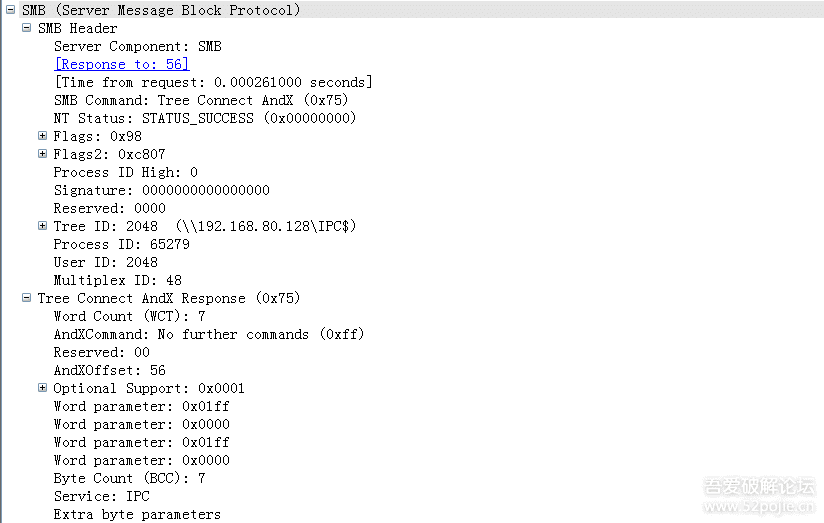 SMB (Server Message Block Protocol)
SMB Header
Server Component: SMB
[Response to: 56]
[Time from request: 0.000261000 seconds]
SMB Command: Tree Connect AndX (0x75)
NT Status: STATUS_SUCCESS (0x00000000)
Flags: 0x98
Flags2: 0xc807
Process ID High: 0
Signature: 0000000000000000
Reserved: 0000
Tree ID: 2048  (\\192.168.80.128\IPC$)
Process ID: 65279
User ID: 2048
Multiplex ID: 48
Tree Connect AndX Response (0x75)
Word Count (WCT): 7
AndXCommand: No further commands (0xff)
Reserved: 00
AndXOffset: 56
Optional Support: 0x0001
Word parameter: 0x01ff
Word parameter: 0x0000
Word parameter: 0x01ff
Word parameter: 0x0000
Byte Count (BCC): 7
Service: IPC
Extra byte parameters
吾爱破解论坛
www.52pojie.cn